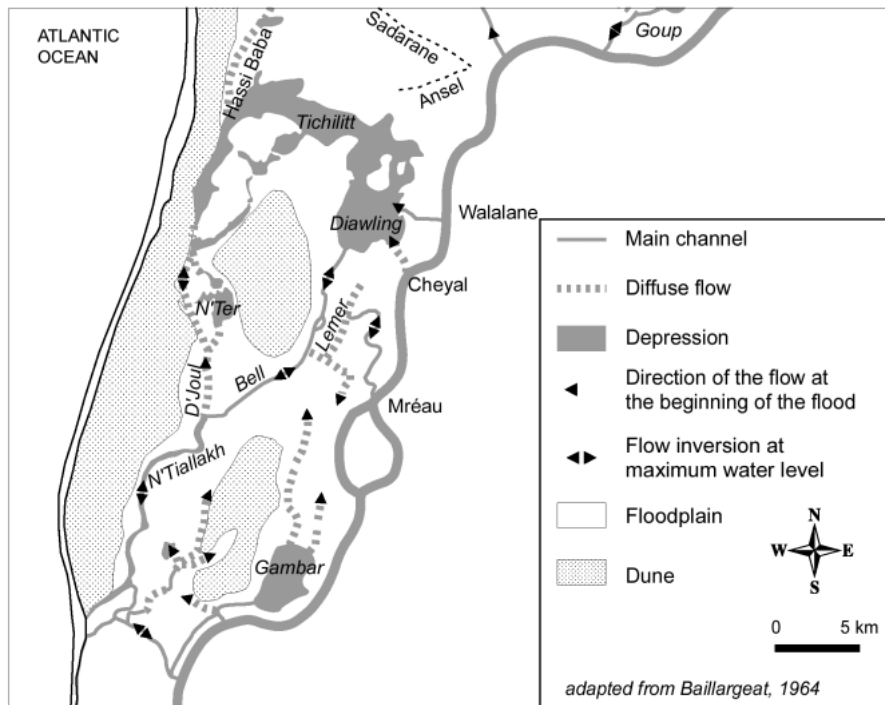 ATLANTIC
OCEAN
Hassi Baba
Sadarane
Ansel
Goup
Tichilitt
Diawling
Walalane
Cheyal
N'Ter
Lemer
D'Joul
Bell
Mréau
N'Tiallakh
Gambar
Main channel
Diffuse flow
Depression
Direction of the flow at
the beginning of the flood
Flow inversion at
maximum water level
Floodplain
Dune
N
W E
S
0 5 km
adapted from Baillargeat, 1964